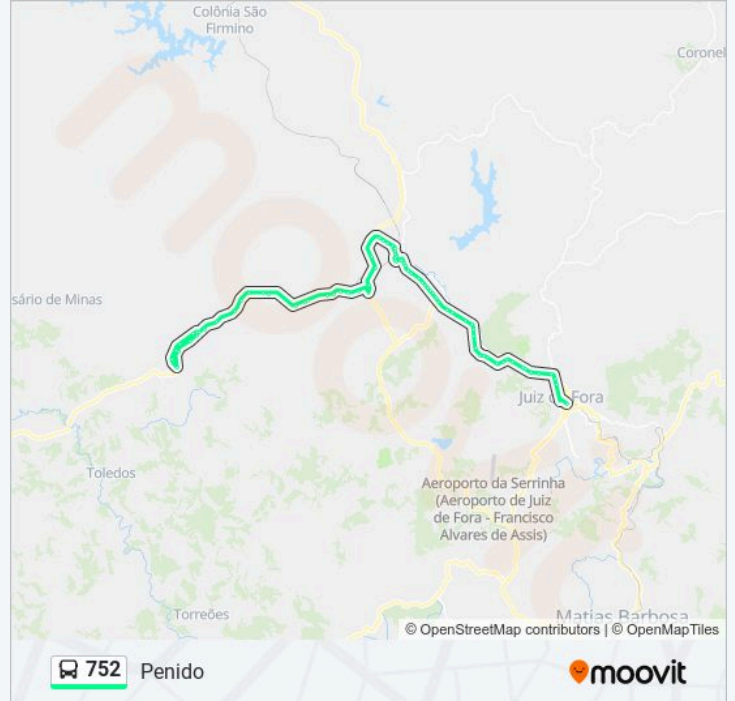 Colônia São
Firmino
Coronel
sário de Minas
Juiz de Fora
Toledos
Aeroporto da Serrinha
(Aeroporto de Juiz
de Fora - Francisco
Alvares de Assis)
Torreões
Matias Barbosa
© OpenStreetMap contributors | © OpenMapTiles
752 Penido
moovit